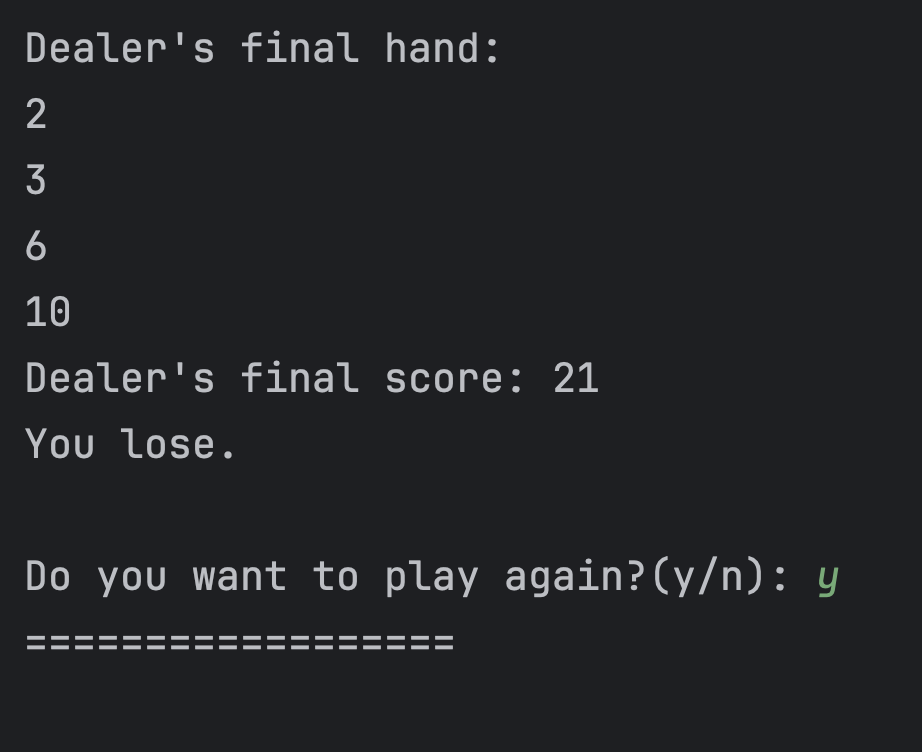 Dealer's final hand:
2
3
6
10
Dealer's final score: 21
You lose.
Do you want to play again?(y/n): y
==================